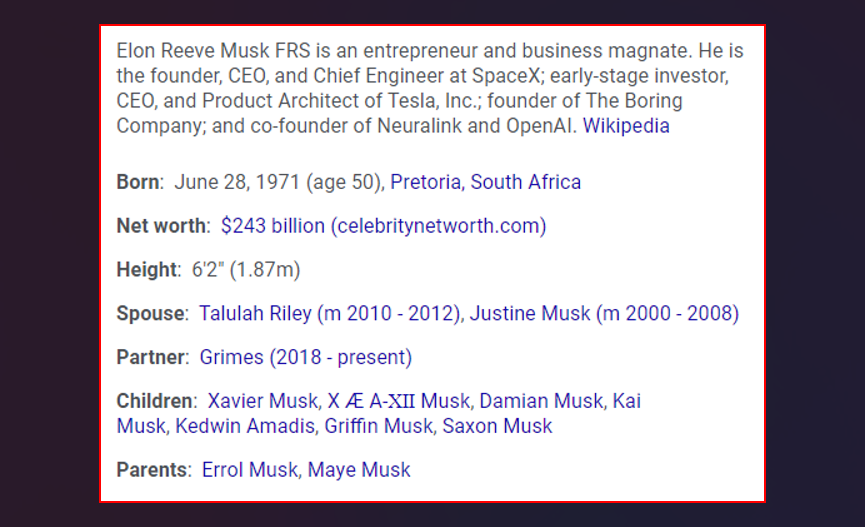 Elon Reeve Musk FRS is an entrepreneur and business magnate. He is
the founder, CEO, and Chief Engineer at SpaceX; early-stage investor,
CEO, and Product Architect of Tesla, Inc.; founder of The Boring
Company; and co-founder of Neuralink and OpenAI. Wikipedia
Born: June 28, 1971 (age 50), Pretoria, South Africa
Net worth: $243 billion (celebritynetworth.com)
Height: 6'2" (1.87m)
Spouse: Talulah Riley (m 2010 - 2012), Justine Musk (m 2000 - 2008)
Partner: Grimes (2018 - present)
Children: Xavier Musk, X Æ A-XII Musk, Damian Musk, Kai
Musk, Kedwin Amadis, Griffin Musk, Saxon Musk
Parents: Errol Musk, Maye Musk